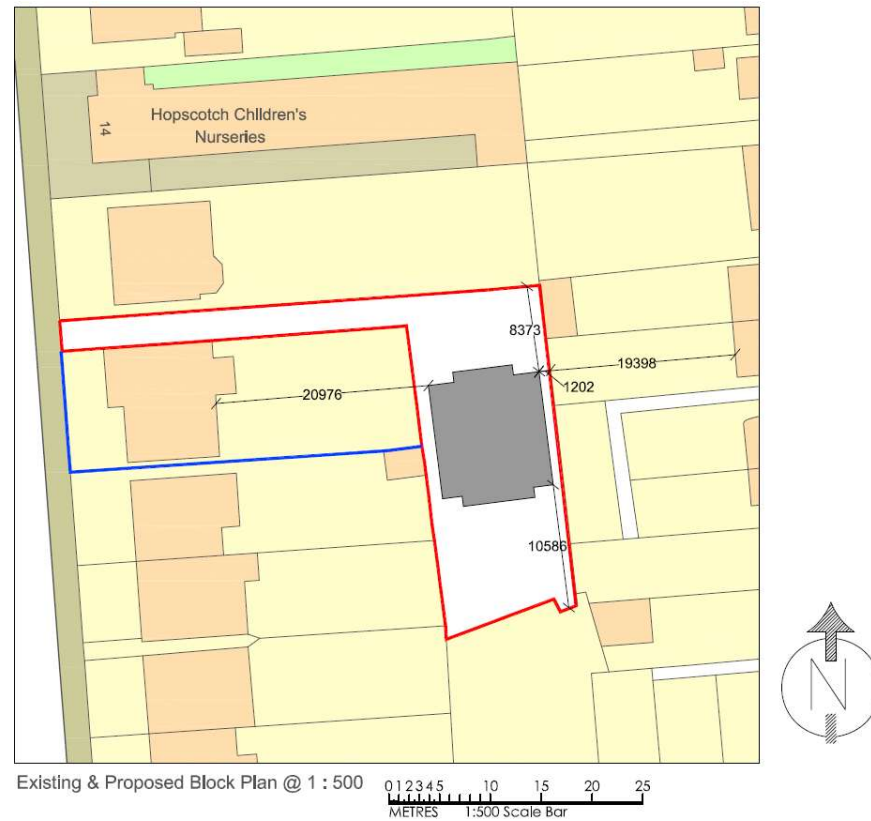 Hopscotch Children's
Nurseries
14
8373
19398
1202
20976
10586
N
Existing & Proposed Block Plan @ 1 : 500
0 1 2 3 4 5 10 15 20 25
METRES 1:500 Scale Bar